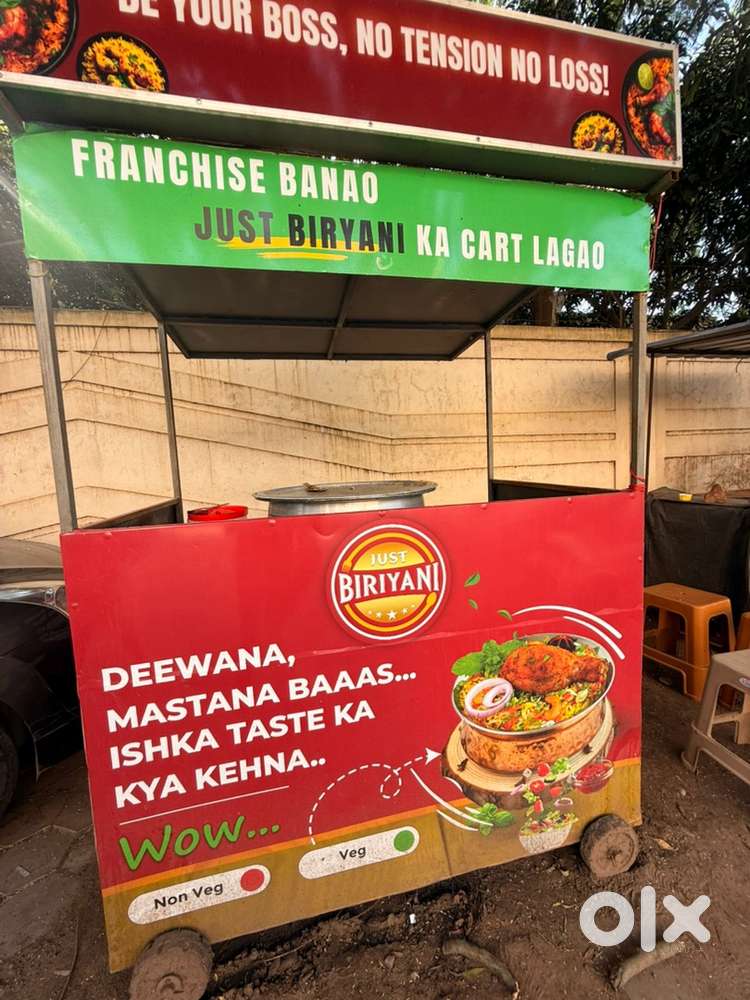 BE YOUR BOSS, NO TENSION NO LOSS!
FRANCHISE BANAO
JUST BIRYANI KA CART LAGAO
JUST
BIRIYANI
DEEWANA,
MASTANA BAAAS...
ISHKA TASTE KA
KYA KEHNA..
WOW...
Non Veg
Veg
olx